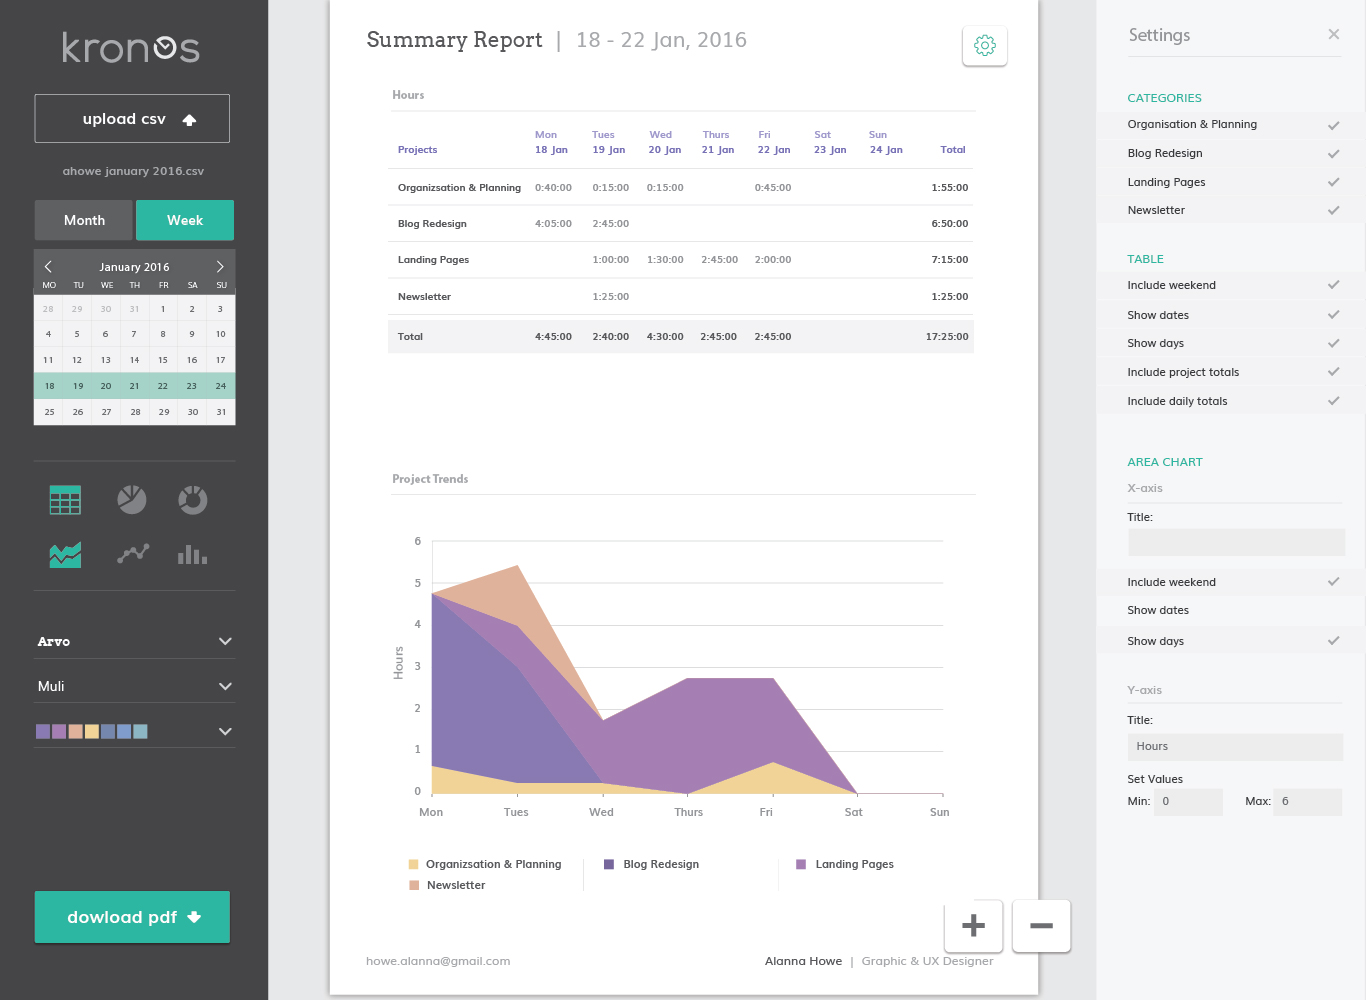 kronos
upload csv
ahowe january 2016.csv
Month Week
January 2016
MO TU WE TH FR SA SU
28 29 30 31 1 2 3
4 5 6 7 8 9 10
11 12 13 14 15 16 17
18 19 20 21 22 23 24
25 26 27 28 29 30 31
Arvo
Muli
dowload pdf
Summary Report | 18 - 22 Jan, 2016
Hours
Mon Tues Wed Thurs Fri Sat Sun
Projects 18 Jan 19 Jan 20 Jan 21 Jan 22 Jan 23 Jan 24 Jan Total
Organizsation & Planning 0:40:00 0:15:00 0:15:00 0:45:00 1:55:00
Blog Redesign 4:05:00 2:45:00 6:50:00
Landing Pages 1:00:00 1:30:00 2:45:00 2:00:00 7:15:00
Newsletter 1:25:00 1:25:00
Total 4:45:00 2:40:00 4:30:00 2:45:00 2:45:00 17:25:00
Project Trends
Hours
6
5
4
3
2
1
0
Mon Tues Wed Thurs Fri Sat Sun
Organizsation & Planning Blog Redesign Landing Pages
Newsletter
howe.alanna@gmail.com Alanna Howe | Graphic & UX Designer
Settings
CATEGORIES
Organisation & Planning
Blog Redesign
Landing Pages
Newsletter
TABLE
Include weekend
Show dates
Show days
Include project totals
Include daily totals
AREA CHART
X-axis
Title:
Include weekend
Show dates
Show days
Y-axis
Title:
Hours
Set Values
Min: 0 Max: 6